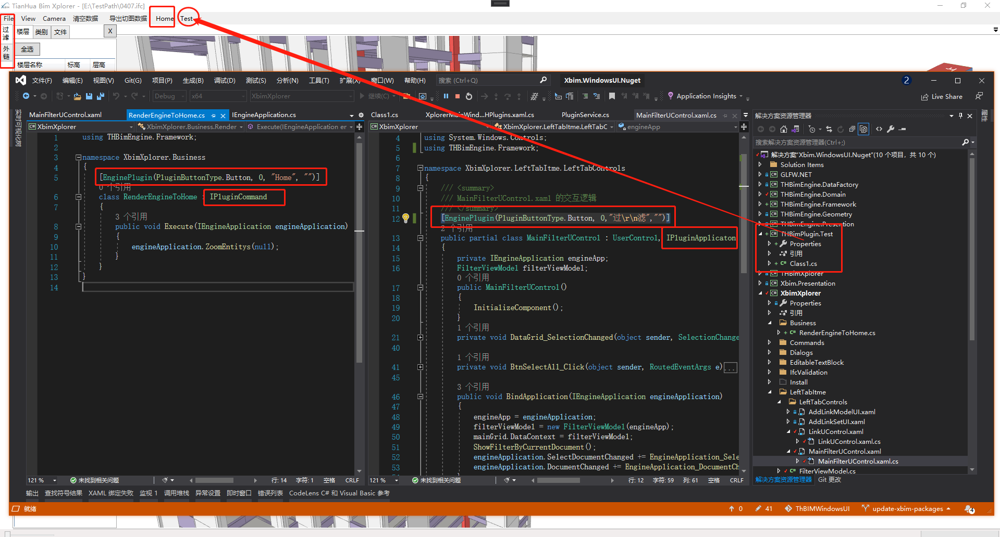 TianHua Bim Xplorer - [E:\TestPath\0407.ifc]
File View Camera 清空数据 导出切图数据 Home Test
过滤
外链
楼层 类别 文件 X
全选
楼层名称 标高 层高
文件(F) 编辑(E) 视图(V) Git(G) 项目(P) 生成(B) 调试(D) 测试(S) 分析(N) 工具(T) 扩展(X) 窗口(W) 帮助(H) 搜索 (Ctrl+Q) Xbim.WindowsUI.Nuget 2
Debug x64 XbimXplorer 继续(C) Application Insights Live Share
实时可视化树
MainFilterUControl.xaml RenderEngineToHome.cs IEngineApplication.cs
XbimXplorer XbimXplorer.Business.Render Execute(IEngineApplication er
1 using THBimEngine.Framework;
2
3 namespace XbimXplorer.Business
4 {
5 [EnginePlugin(PluginButtonType.Button, 0, "Home", "")]
0 个引用
6 class RenderEngineToHome : IPluginCommand
7 {
3 个引用
8 public void Execute(IEngineApplication engineApplication)
9 {
10 engineApplication.ZoomEntitys(null);
11 }
12 }
13 }
14
121 % 未找到相关问题 行: 14 字符: 1 空格 CRLF
Class1.cs XplorerMainWind...HPlugins.xaml.cs PluginService.cs MainFilterUControl.xaml.cs
XbimXplorer XbimXplorer.LeftTabItme.LeftTabC engineApp
4 using System.Windows.Controls;
5 using THBimEngine.Framework;
6
7 namespace XbimXplorer.LeftTabItme.LeftTabControls
8 {
9 /// <summary>
10 /// MainFilterUControl.xaml 的交互逻辑
11 /// </summary>
12 [EnginePlugin(PluginButtonType.Button, 0,"过\r\n滤","")]
2 个引用
13 public partial class MainFilterUControl : UserControl, IPluginApplicaton
14 {
15 private IEngineApplication engineApp;
16 FilterViewModel filterViewModel;
0 个引用
17 public MainFilterUControl()
18 {
19 InitializeComponent();
20 }
1 个引用
21 private void DataGrid_SelectionChanged(object sender, SelectionChange
40
1 个引用
41 private void BtnSelectAll_Click(object sender, RoutedEventArgs e)...
45
3 个引用
46 public void BindApplication(IEngineApplication engineApplication)
47 {
48 engineApp = engineApplication;
49 filterViewModel = new FilterViewModel(engineApp);
50 mainGrid.DataContext = filterViewModel;
51 ShowFilterByCurrentDocument();
52 engineApplication.SelectDocumentChanged += EngineApplication_Sele
53 engineApplication.DocumentChanged += EngineApplication_DocumentCh
121 % 未找到相关问题 行: 12 字符: 59 列: 61 空格 CRLF
解决方案资源管理器
属性
搜索解决方案资源管理器(Ctrl+;)
解决方案"Xbim.WindowsUI.Nuget"(10 个项目，共 10 个)
Solution Items
GLFW.NET
THBimEngine.DataFactory
THBimEngine.Domain
THBimEngine.Framework
THBimEngine.Geometry
THBimEngine.Presention
THBimPlugin.Test
Properties
引用
Class1.cs
THBimXplorer
Xbim.Presentation
XbimXplorer
Properties
引用
Business
RenderEngineToHome.cs
Commands
Dialogs
EditableTextBlock
IfcValidation
Install
LeftTabItme
LeftTabControls
AddLinkModelUI.xaml
AddLinkSetUI.xaml
LinkUControl.xaml
LinkUControl.xaml.cs
MainFilterUControl.xaml
MainFilterUControl.xaml.cs
FilterViewModel.cs
解决方案资源管理器 Git 更改
输出 查找符号结果 XAML 绑定失败 监视 1 调用堆栈 异常设置 即时窗口 错误列表 CodeLens C# 和 Visual Basic 参考
就绪 0 41 ThBIMWindowsUI update-xbim-packages 4